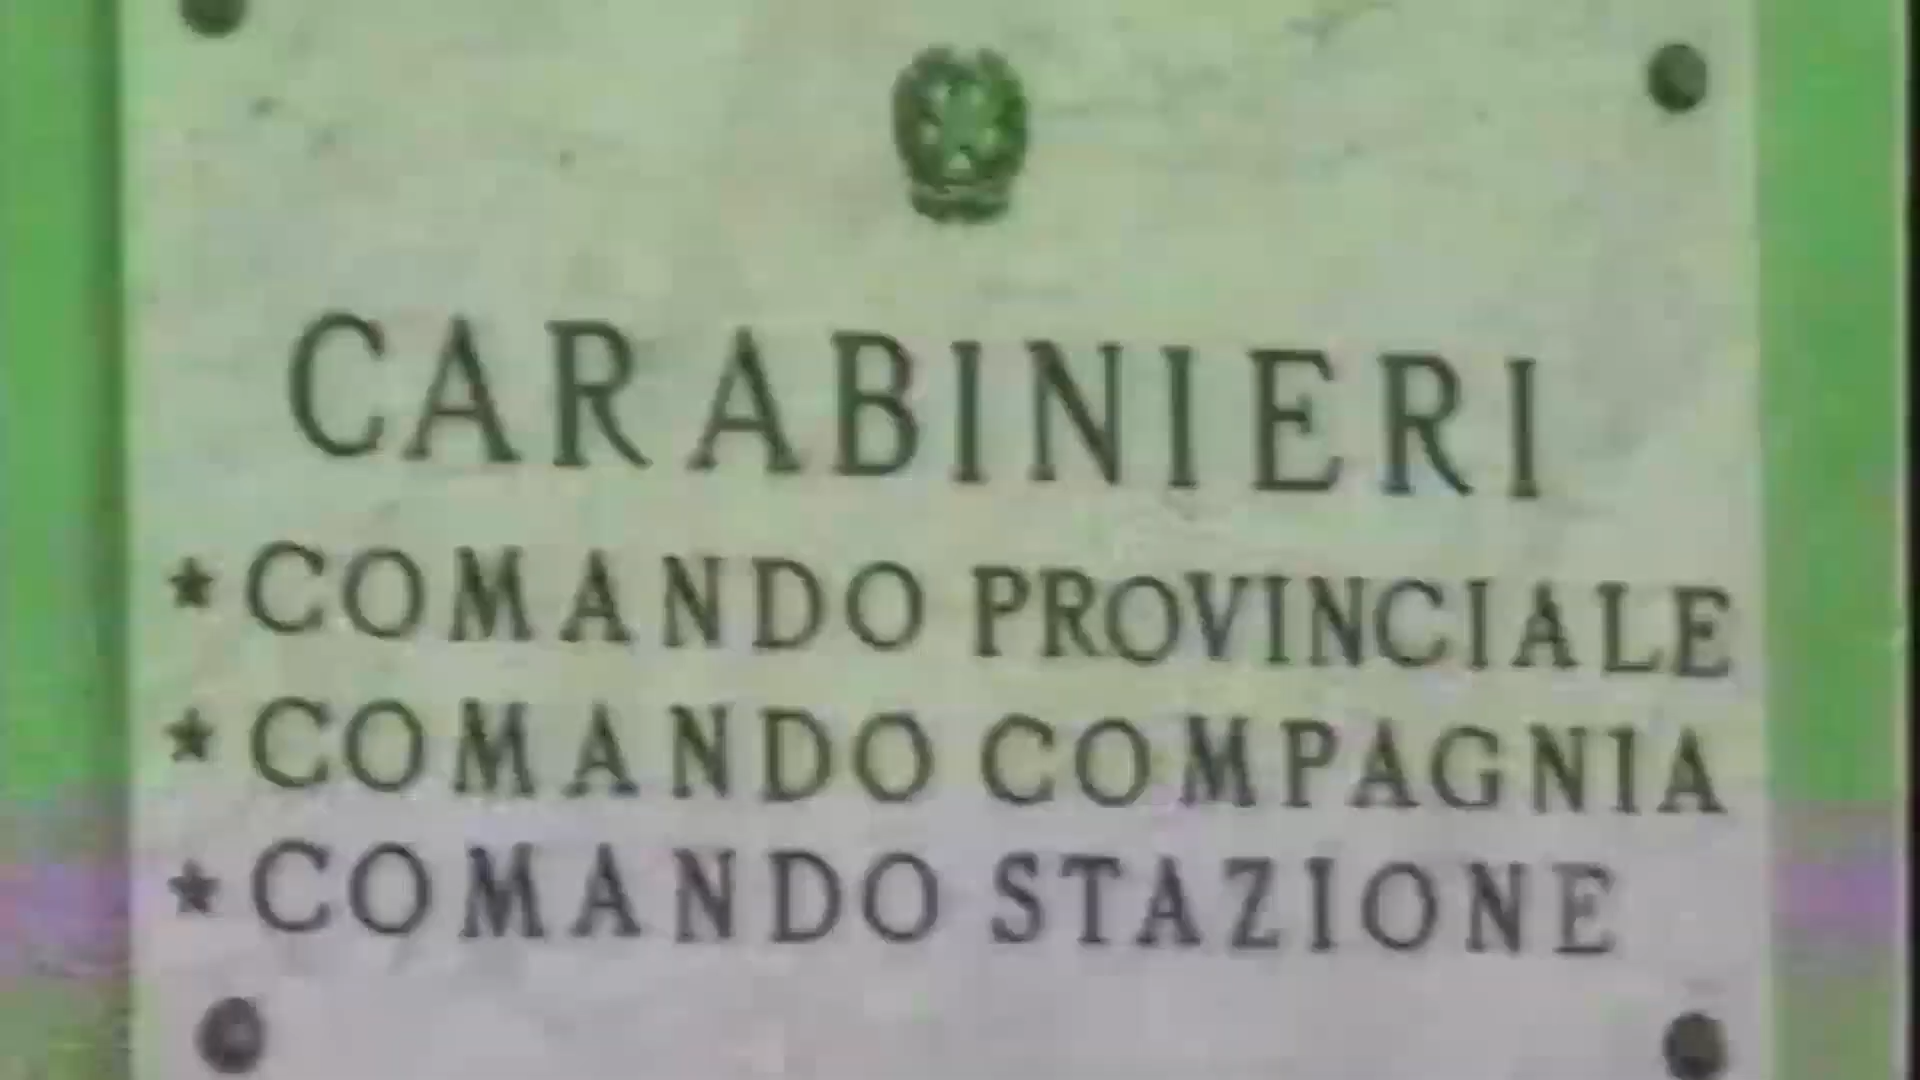 CARABINIERI
* COMANDO PROVINCIALE
* COMANDO COMPAGNIA
* COMANDO STAZIONE